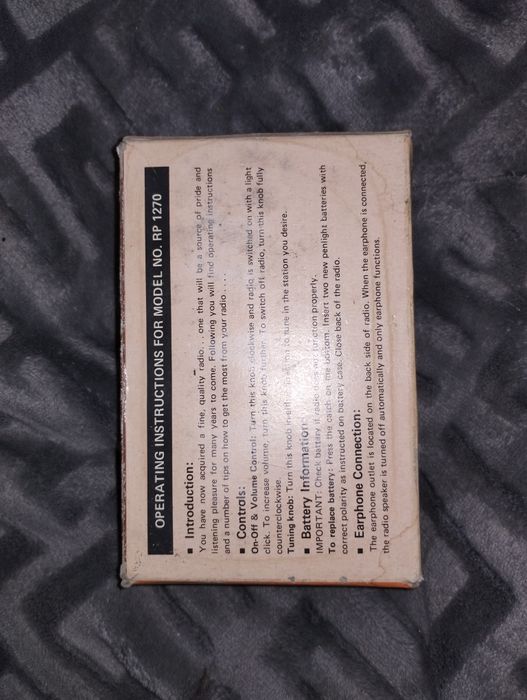 OPERATING INSTRUCTIONS FOR MODEL NO. RP 1270
■ Introduction:
You have now acquired a fine, quality radio. . . one that will be a source of pride and
listening pleasure for many years to come. Following you will find operating instructions
and a number of tips on how to get the most from your radio . . . . .
■ Controls:
On-Off & Volume Control: Turn this knob clockwise and radio is switched on with a light
click. To increase volume, turn this knob further. To switch off radio, turn this knob fully
counterclockwise.
Tuning knob: Turn this knob in either direction to tune in the station you desire.
■ Battery Information:
IMPORTANT: Check battery if radio does not function properly.
To replace battery: Press the catch on the bottom. Insert two new penlight batteries with
correct polarity as instructed on battery case. Close back of the radio.
■ Earphone Connection:
The earphone outlet is located on the back side of radio. When the earphone is connected,
the radio speaker is turned off automatically and only earphone functions.